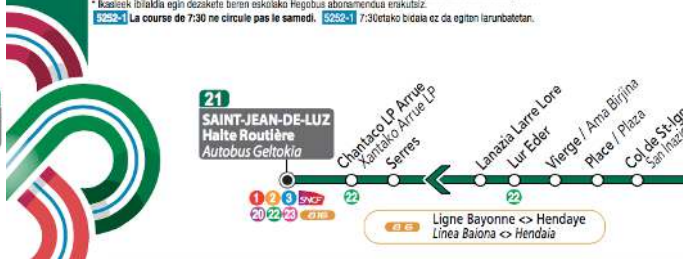 * Ikasleek ibilaldia egin dezakete beren eskolako Hegobus abonamendua erakutsiz.
5252-1 La course de 7:30 ne circule pas le samedi. 5252-1 7:30etako bidaia ez da egiten larunbatetan.
21
SAINT-JEAN-DE-LUZ
Halte Routière
Autobus Geltokia
Chantaco LP Arrue
Xantako Arrue LP
Serres
Lanazia Larre Lore
Lur Eder
Vierge / Ama Birjina
Place / Plaza
Col de St-Ign
San Inazio
1 2 3 SNCF
20 22 23
22
22
Ligne Bayonne <> Hendaye
Linea Baiona <> Hendaia